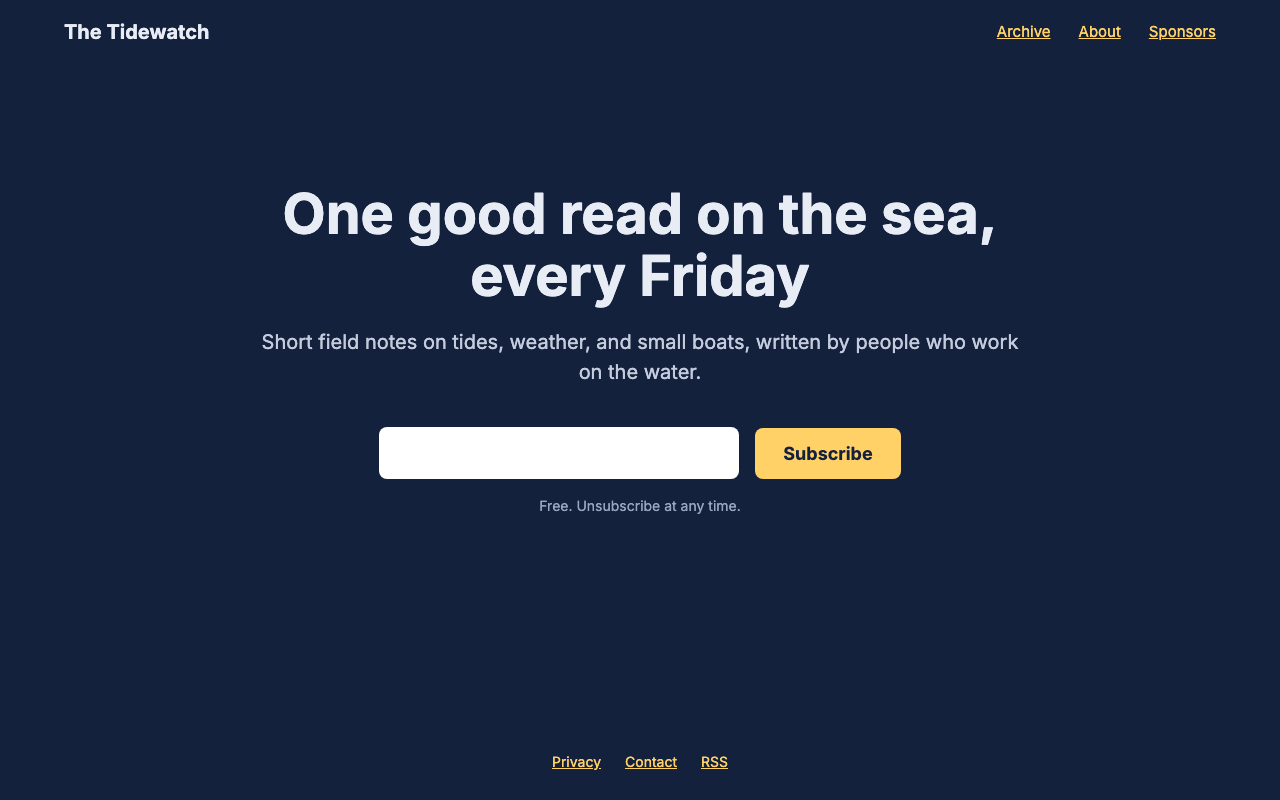 The Tidewatch
Archive About Sponsors
One good read on the sea,
every Friday
Short field notes on tides, weather, and small boats, written by people who work
on the water.
Subscribe
Free. Unsubscribe at any time.
Privacy Contact RSS